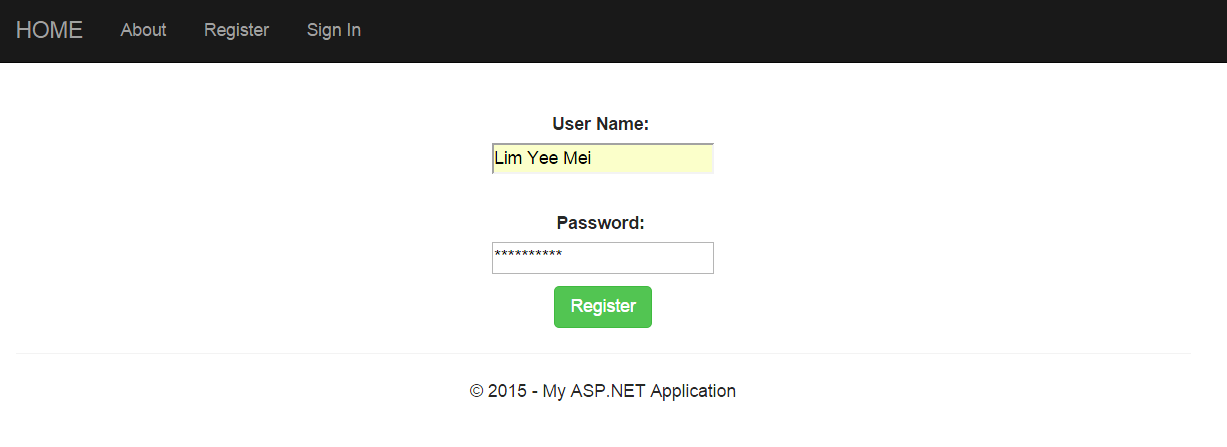 HOME About Register Sign In
User Name:
Lim Yee Mei
Password:
**********
Register
© 2015 - My ASP.NET Application